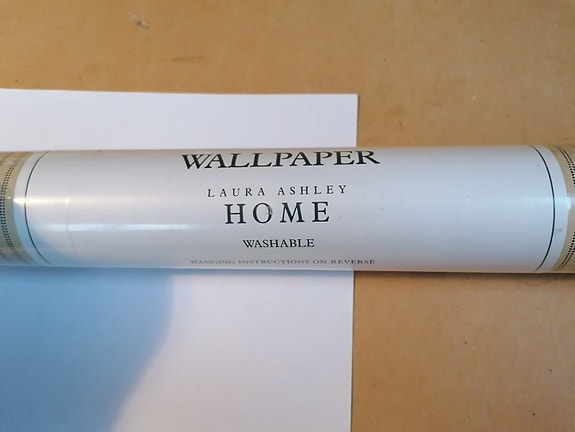 WALLPAPER
LAURA ASHLEY
HOME
WASHABLE
HANGING INSTRUCTIONS ON REVERSE